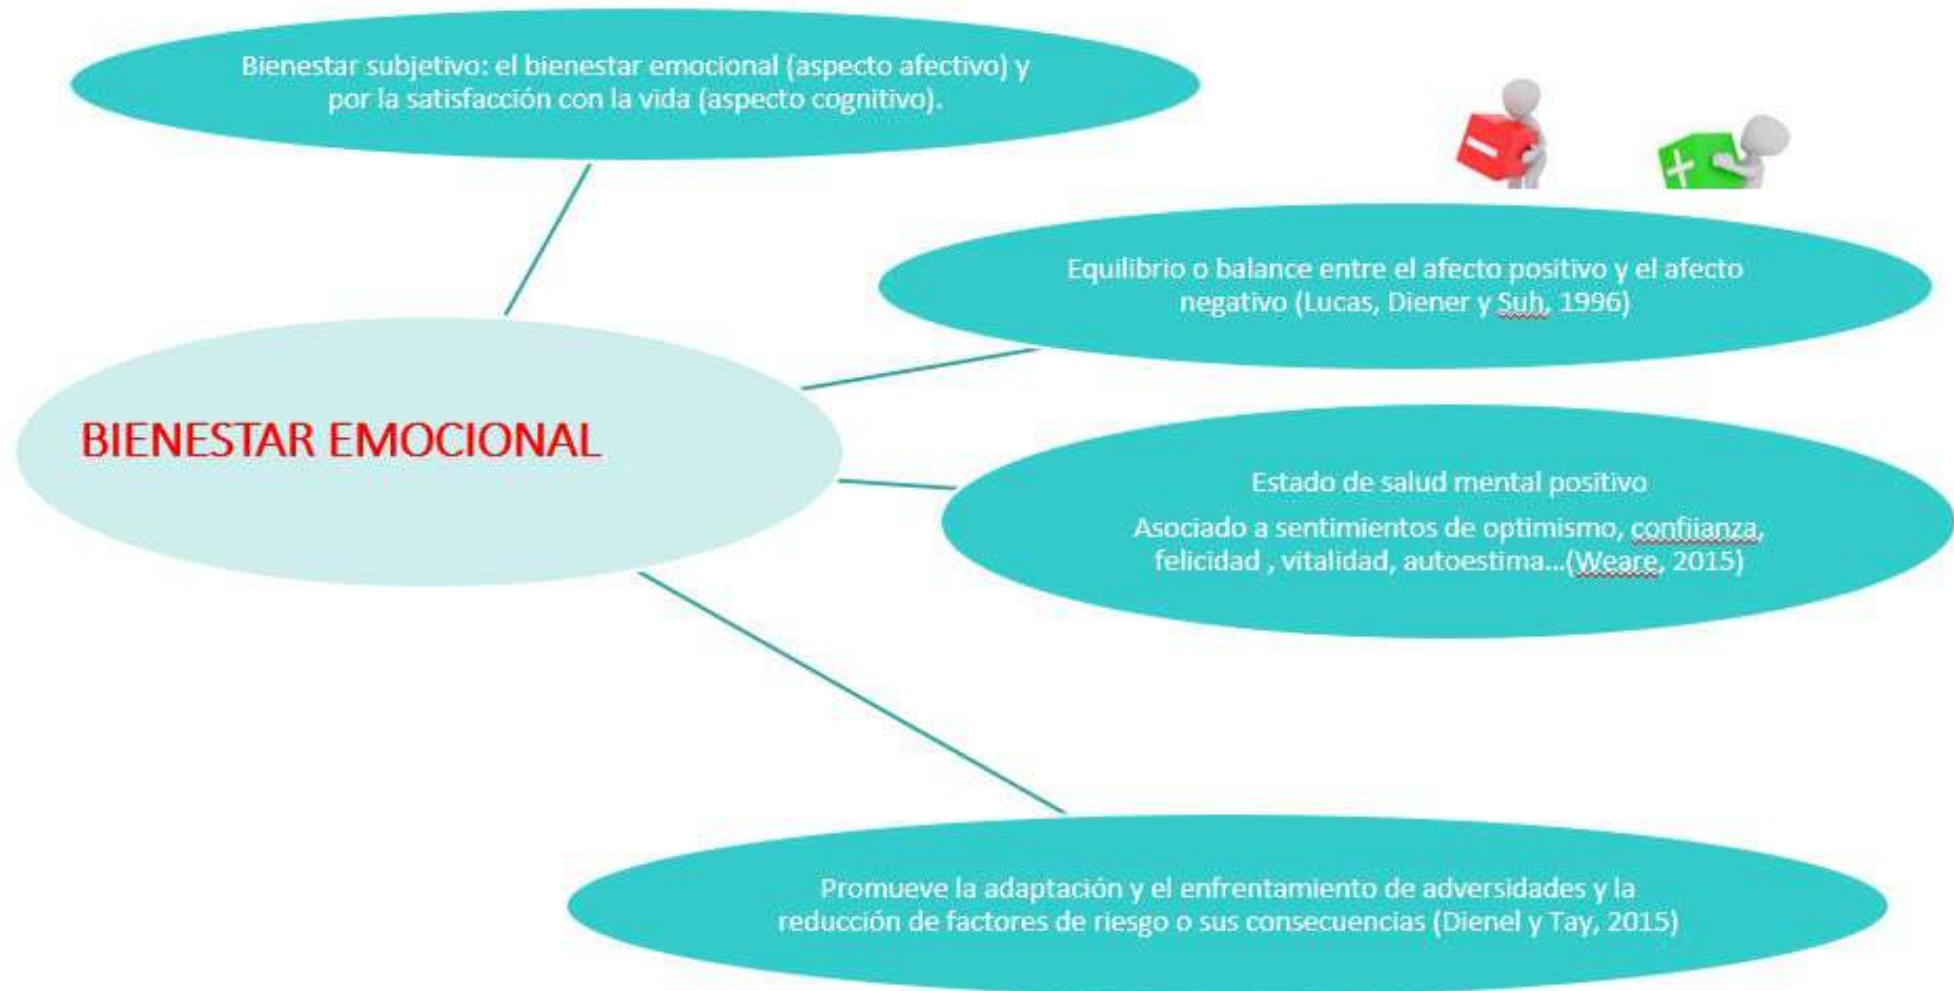 Bienestar subjetivo: el bienestar emocional (aspecto afectivo) y
por la satisfacción con la vida (aspecto cognitivo).
Equilibrio o balance entre el afecto positivo y el afecto
negativo (Lucas, Diener y Suh, 1996)
BIENESTAR EMOCIONAL
Estado de salud mental positivo
Asociado a sentimientos de optimismo, confiianza,
felicidad , vitalidad, autoestima...(Weare, 2015)
Promueve la adaptación y el enfrentamiento de adversidades y la
reducción de factores de riesgo o sus consecuencias (Dienel y Tay, 2015)